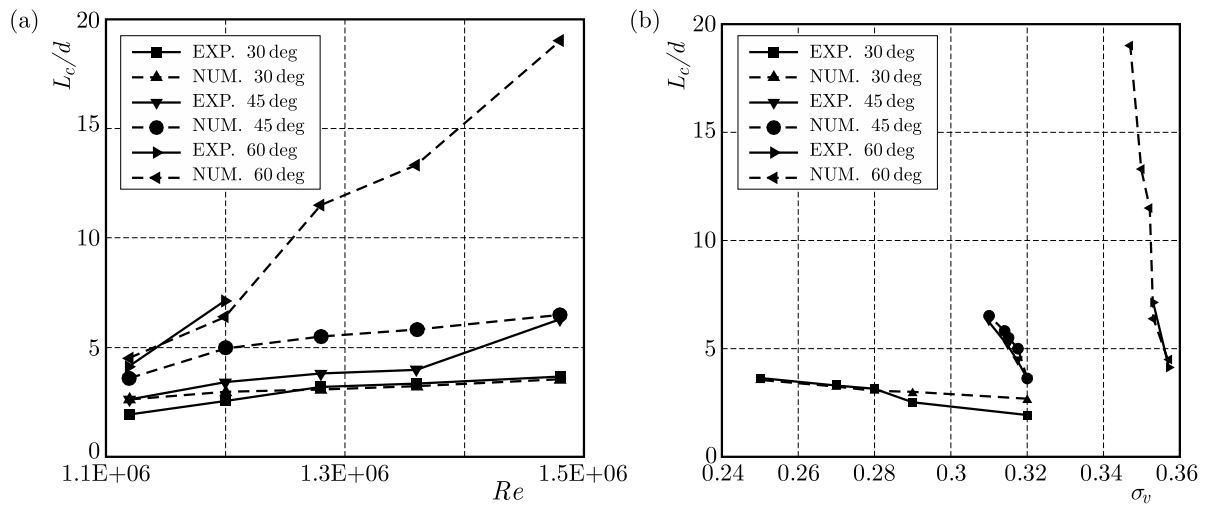 (a)
L_c/d
20
15
10
5
0
EXP. 30 deg
NUM. 30 deg
EXP. 45 deg
NUM. 45 deg
EXP. 60 deg
NUM. 60 deg
1.1E+06 1.3E+06 1.5E+06
Re
(b)
L_c/d
20
15
10
5
0
EXP. 30 deg
NUM. 30 deg
EXP. 45 deg
NUM. 45 deg
EXP. 60 deg
NUM. 60 deg
0.24 0.26 0.28 0.3 0.32 0.34 0.36
σ_v